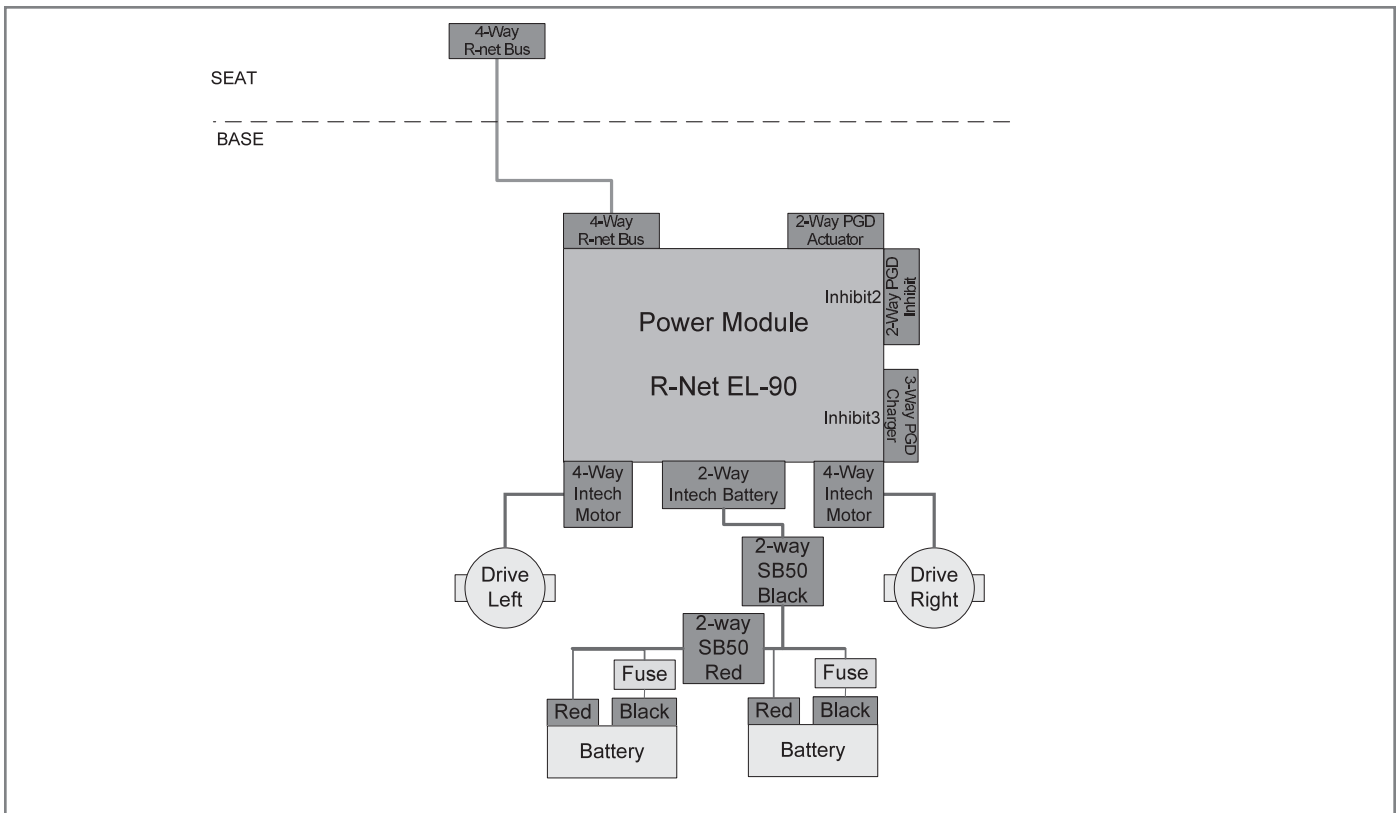 4-Way
R-net Bus
SEAT
BASE
4-Way
R-net Bus
2-Way PGD
Actuator
Inhibit2
2-Way PGD
Inhibit
Power Module
R-Net EL-90
Inhibit3
3-Way PGD
Charger
4-Way
Intech
Motor
2-Way
Intech Battery
4-Way
Intech
Motor
Drive
Left
2-way
SB50
Black
Drive
Right
2-way
SB50
Red
Fuse
Fuse
Red
Black
Red
Black
Battery
Battery